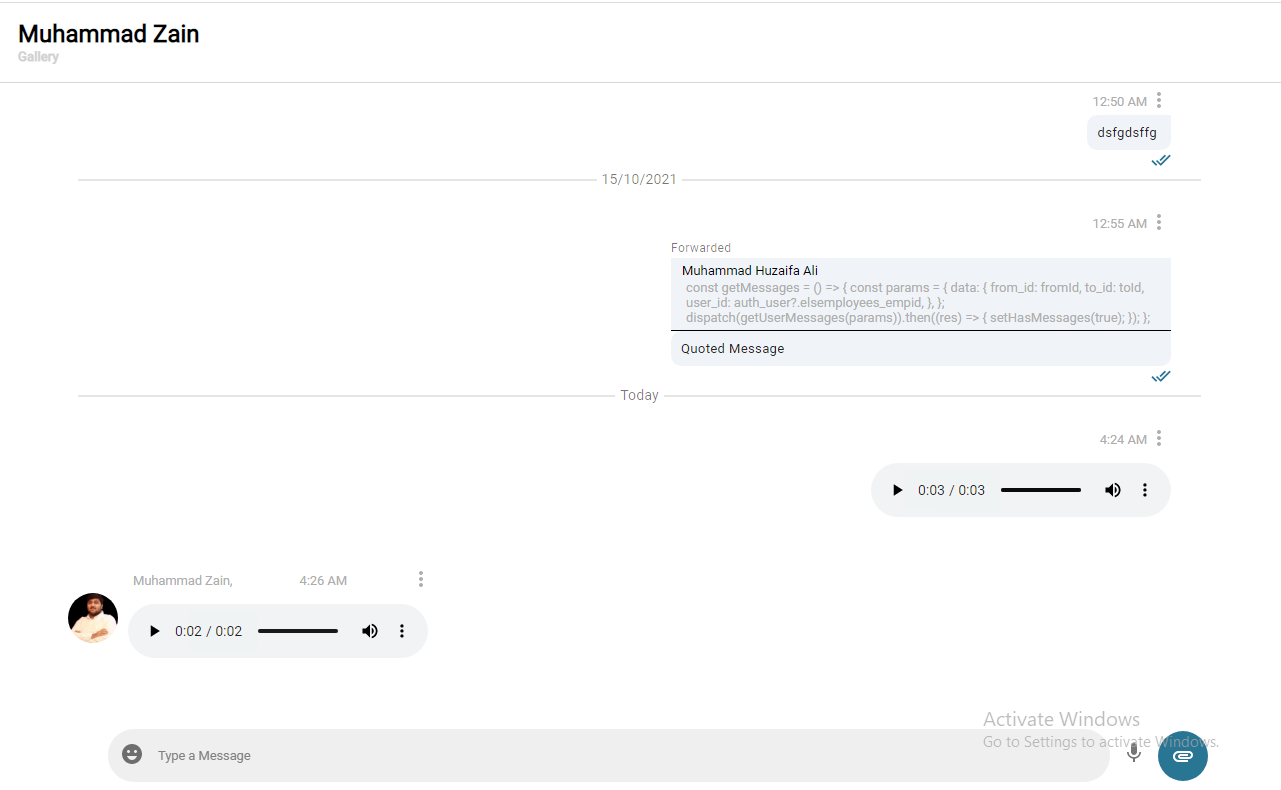 Muhammad Zain
Gallery
12:50 AM
dsfgdsffg
15/10/2021
12:55 AM
Forwarded
Muhammad Huzaifa Ali
const getMessages = () => { const params = { data: { from_id: fromId, to_id: toId,
user_id: auth_user?.elsemployees_empid, }, };
dispatch(getUserMessages(params)).then((res) => { setHasMessages(true); }); };
Quoted Message
Today
4:24 AM
0:03 / 0:03
Muhammad Zain, 4:26 AM
0:02 / 0:02
Activate Windows
Go to Settings to activate Windows.
Type a Message